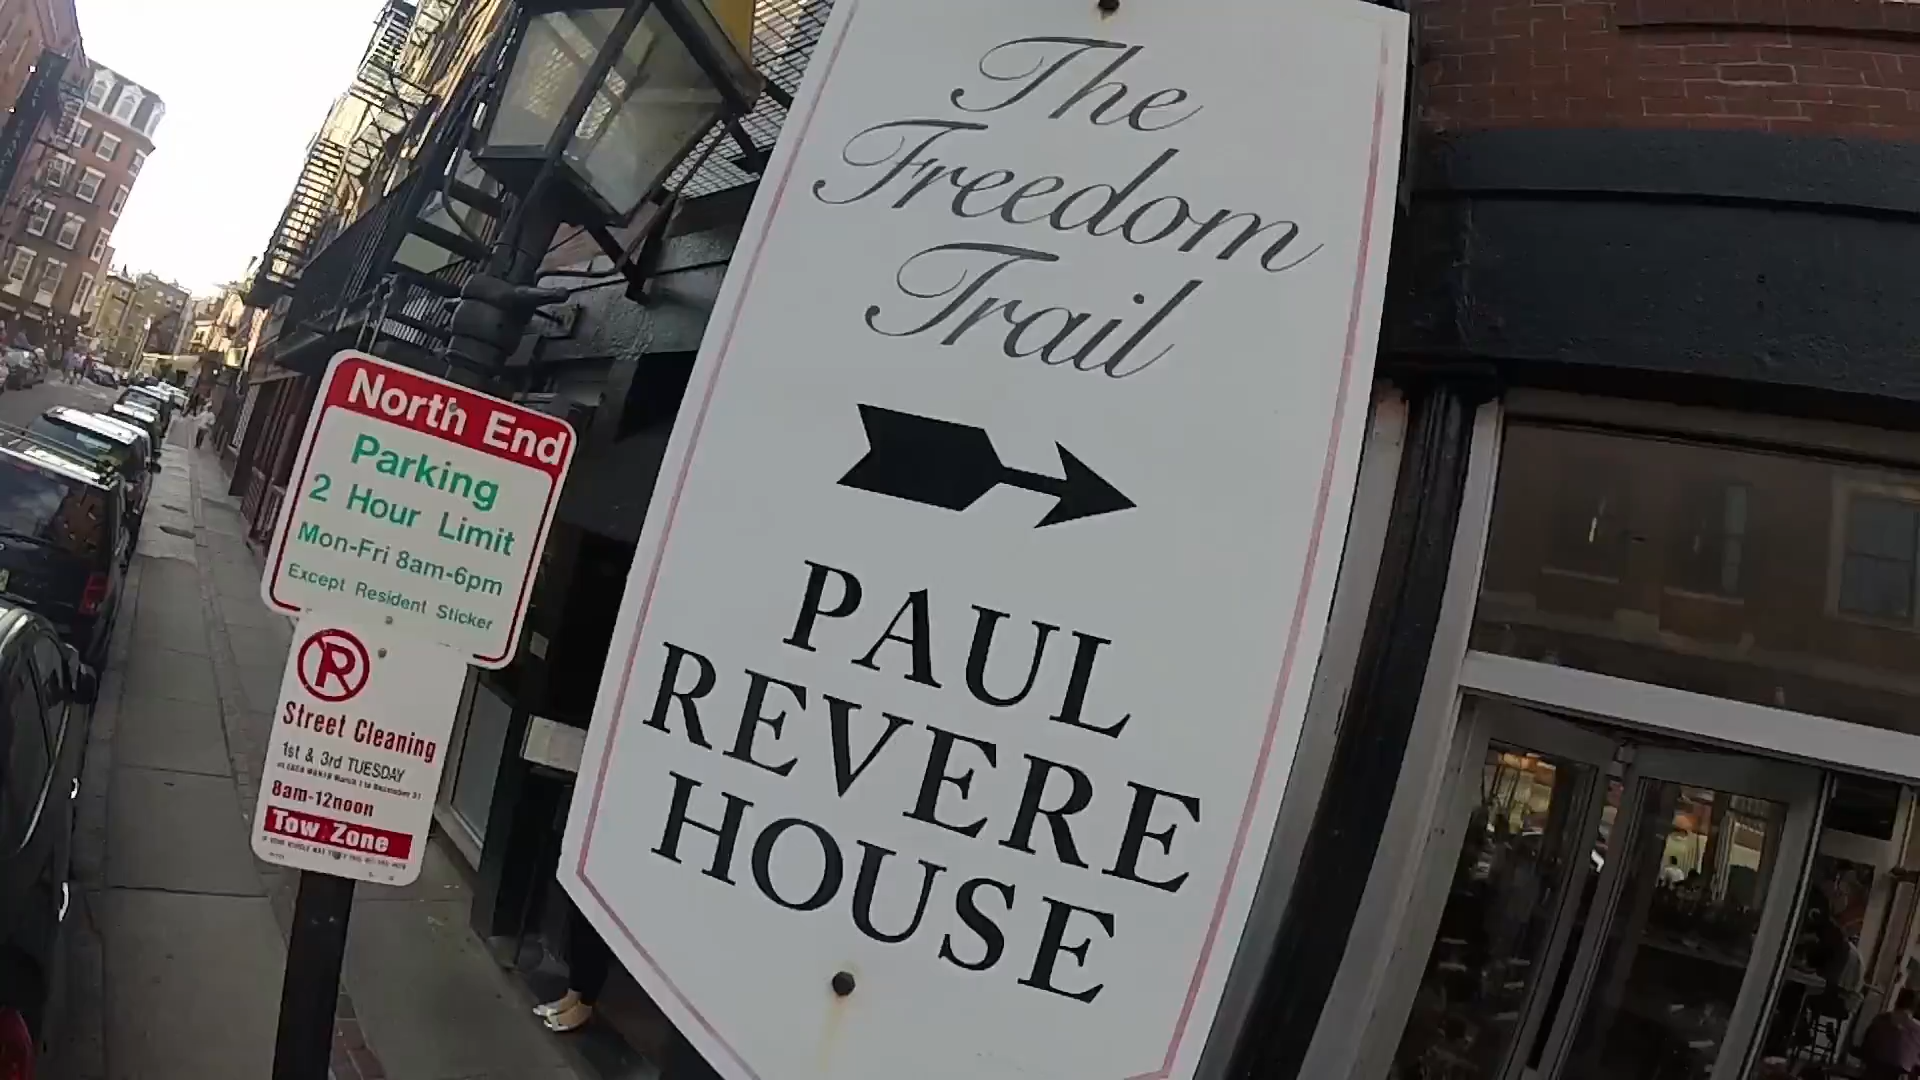 The
Freedom
Trail
PAUL
REVERE
HOUSE
North End
Parking
2 Hour Limit
Mon-Fri 8am-6pm
Except Resident Sticker
P
Street Cleaning
1st & 3rd TUESDAY
8am-12noon
Tow Zone